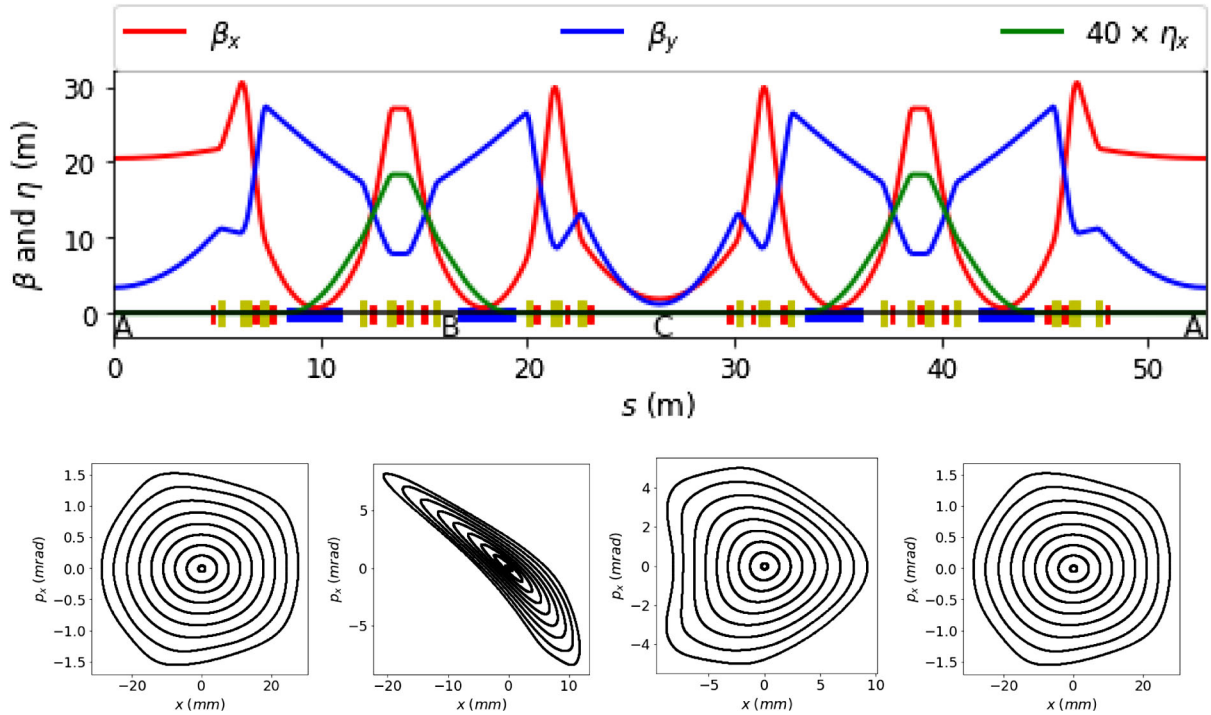 βx βy 40 × ηx
β and η (m)
30
20
10
0
A B C A
0 10 20 30 40 50
s (m)
px (mrad)
1.5
1.0
0.5
0.0
−0.5
−1.0
−1.5
−20 0 20
x (mm)
px (mrad)
5
0
−5
−20 −10 0 10
x (mm)
px (mrad)
4
2
0
−2
−4
−5 0 5 10
x (mm)
px (mrad)
1.5
1.0
0.5
0.0
−0.5
−1.0
−1.5
−20 0 20
x (mm)